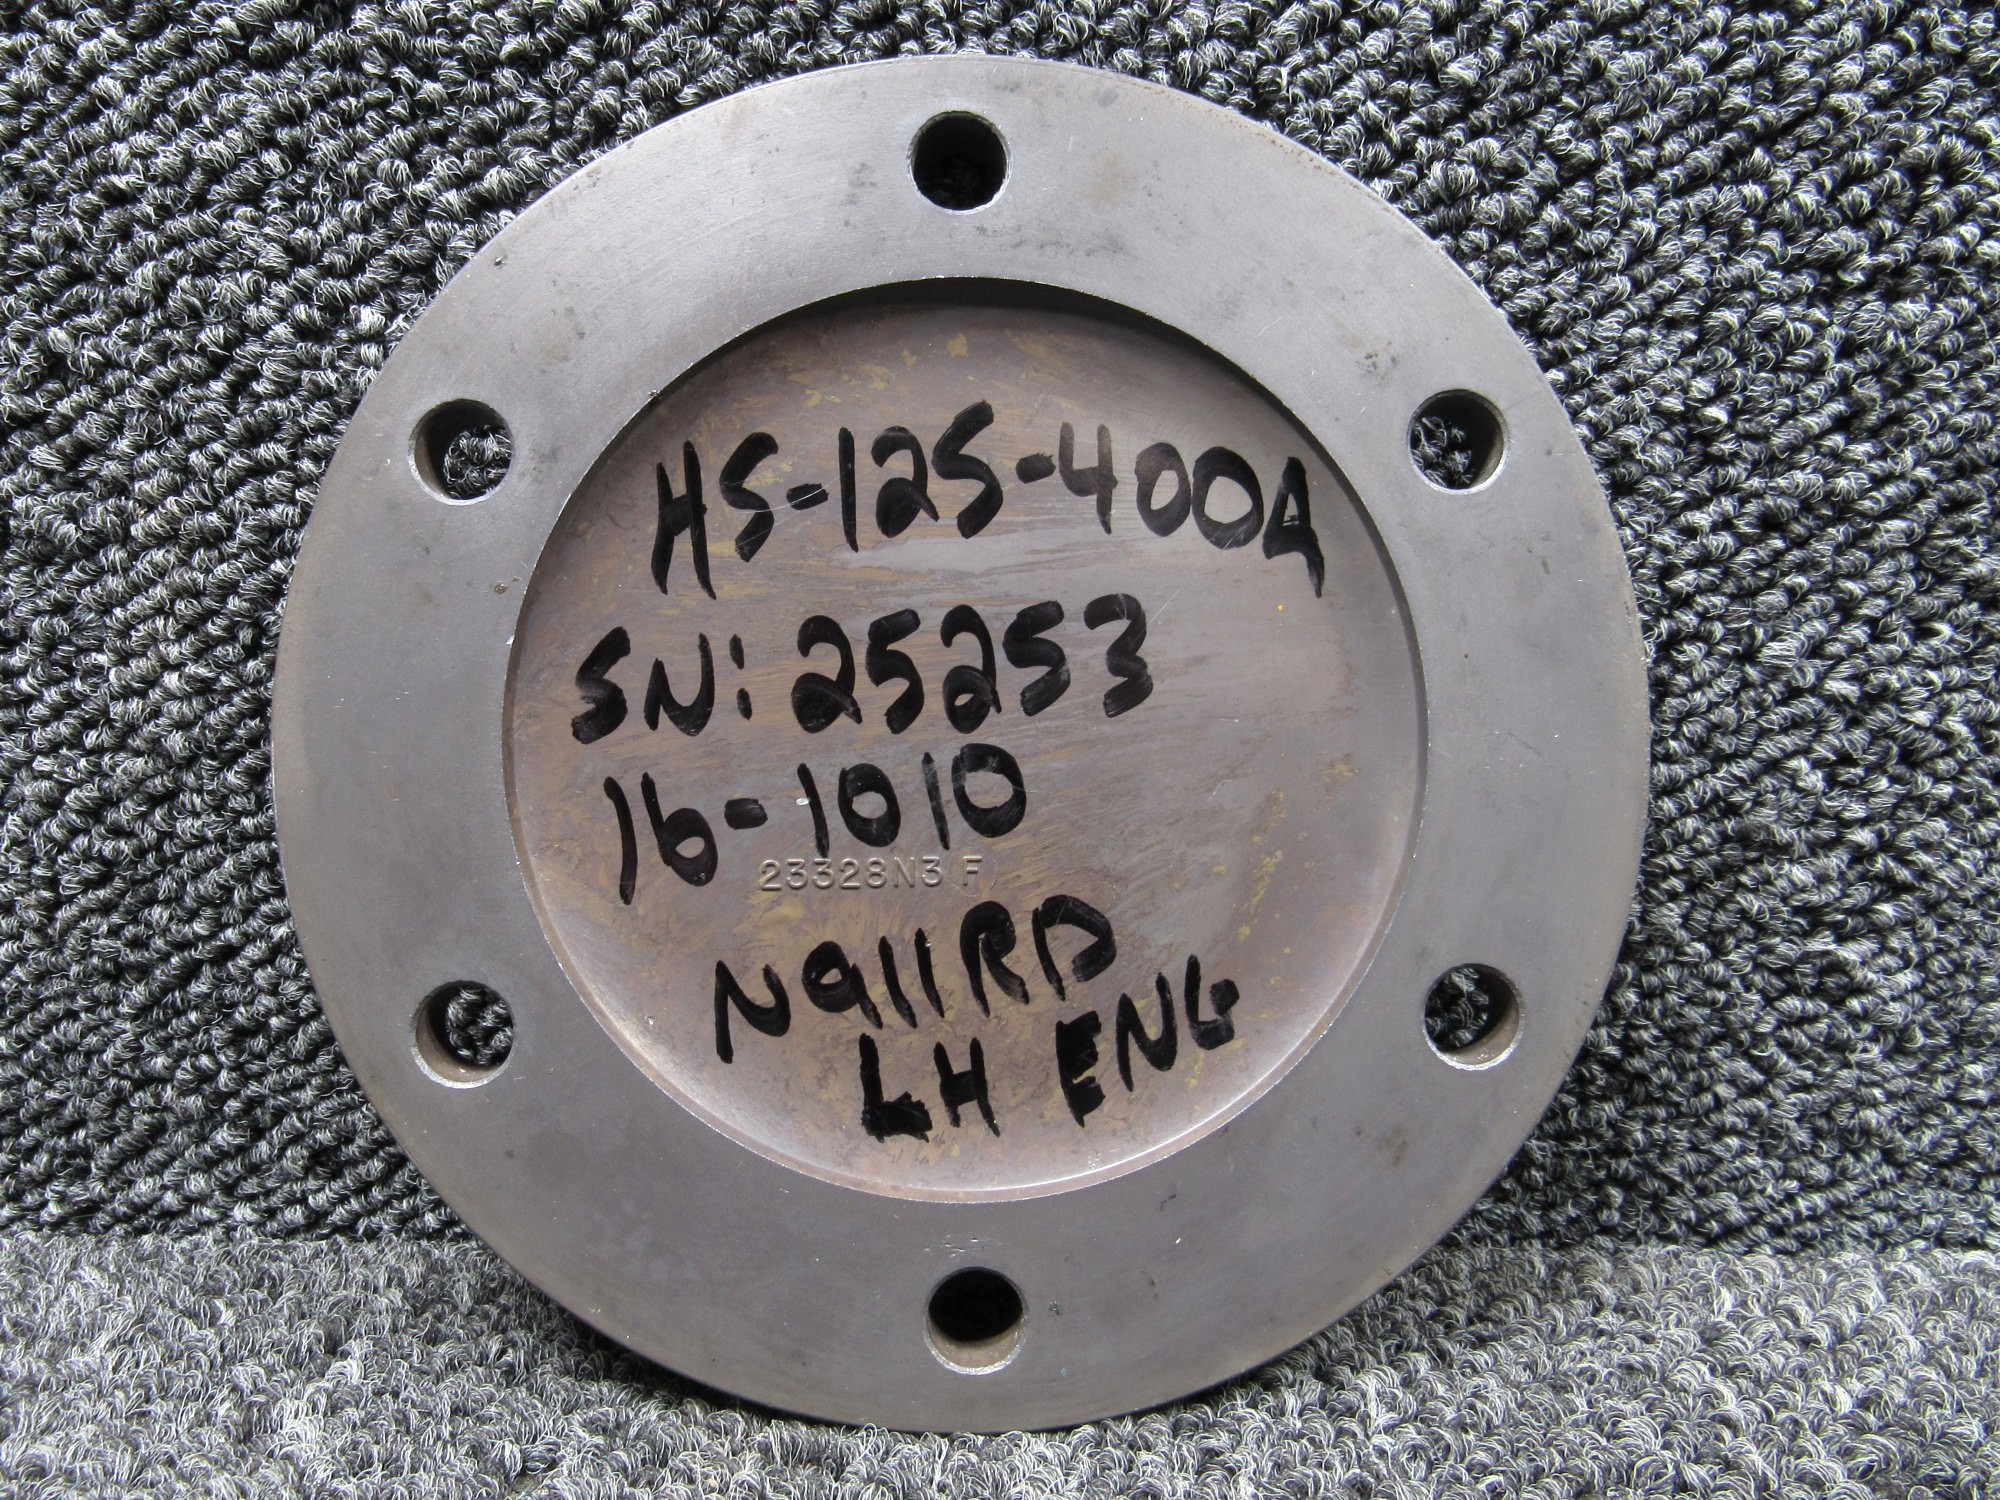 HS-125-400A
SN: 25253
16-1010
23328N3 F
N911RD
LH ENG